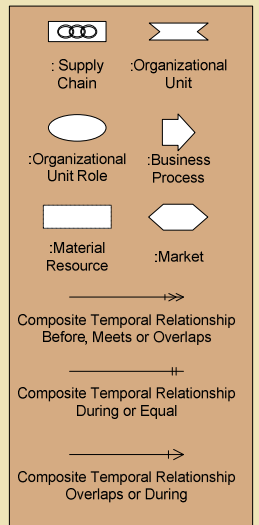 : Supply
Chain
:Organizational
Unit
:Organizational
Unit Role
:Business
Process
:Material
Resource
:Market
Composite Temporal Relationship
Before, Meets or Overlaps
Composite Temporal Relationship
During or Equal
Composite Temporal Relationship
Overlaps or During